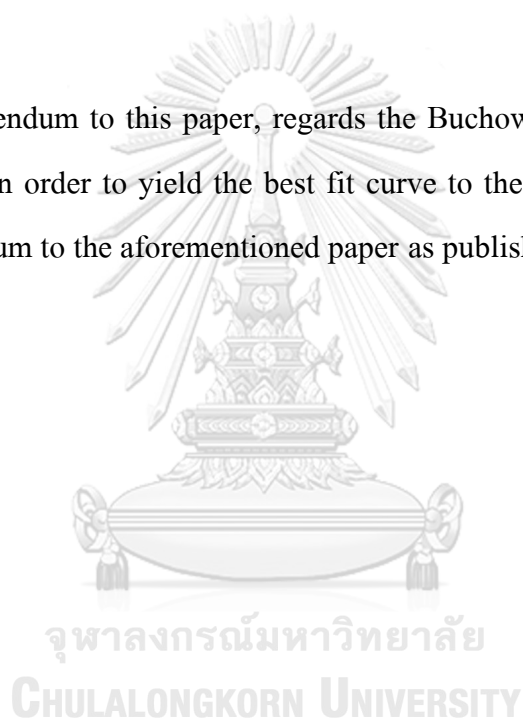 endum to this paper, regards the Buchow
n order to yield the best fit curve to the
um to the aforementioned paper as publish
จุฬาลงกรณ์มหาวิทยาลัย
CHULALONGKORN UNIVERSITY